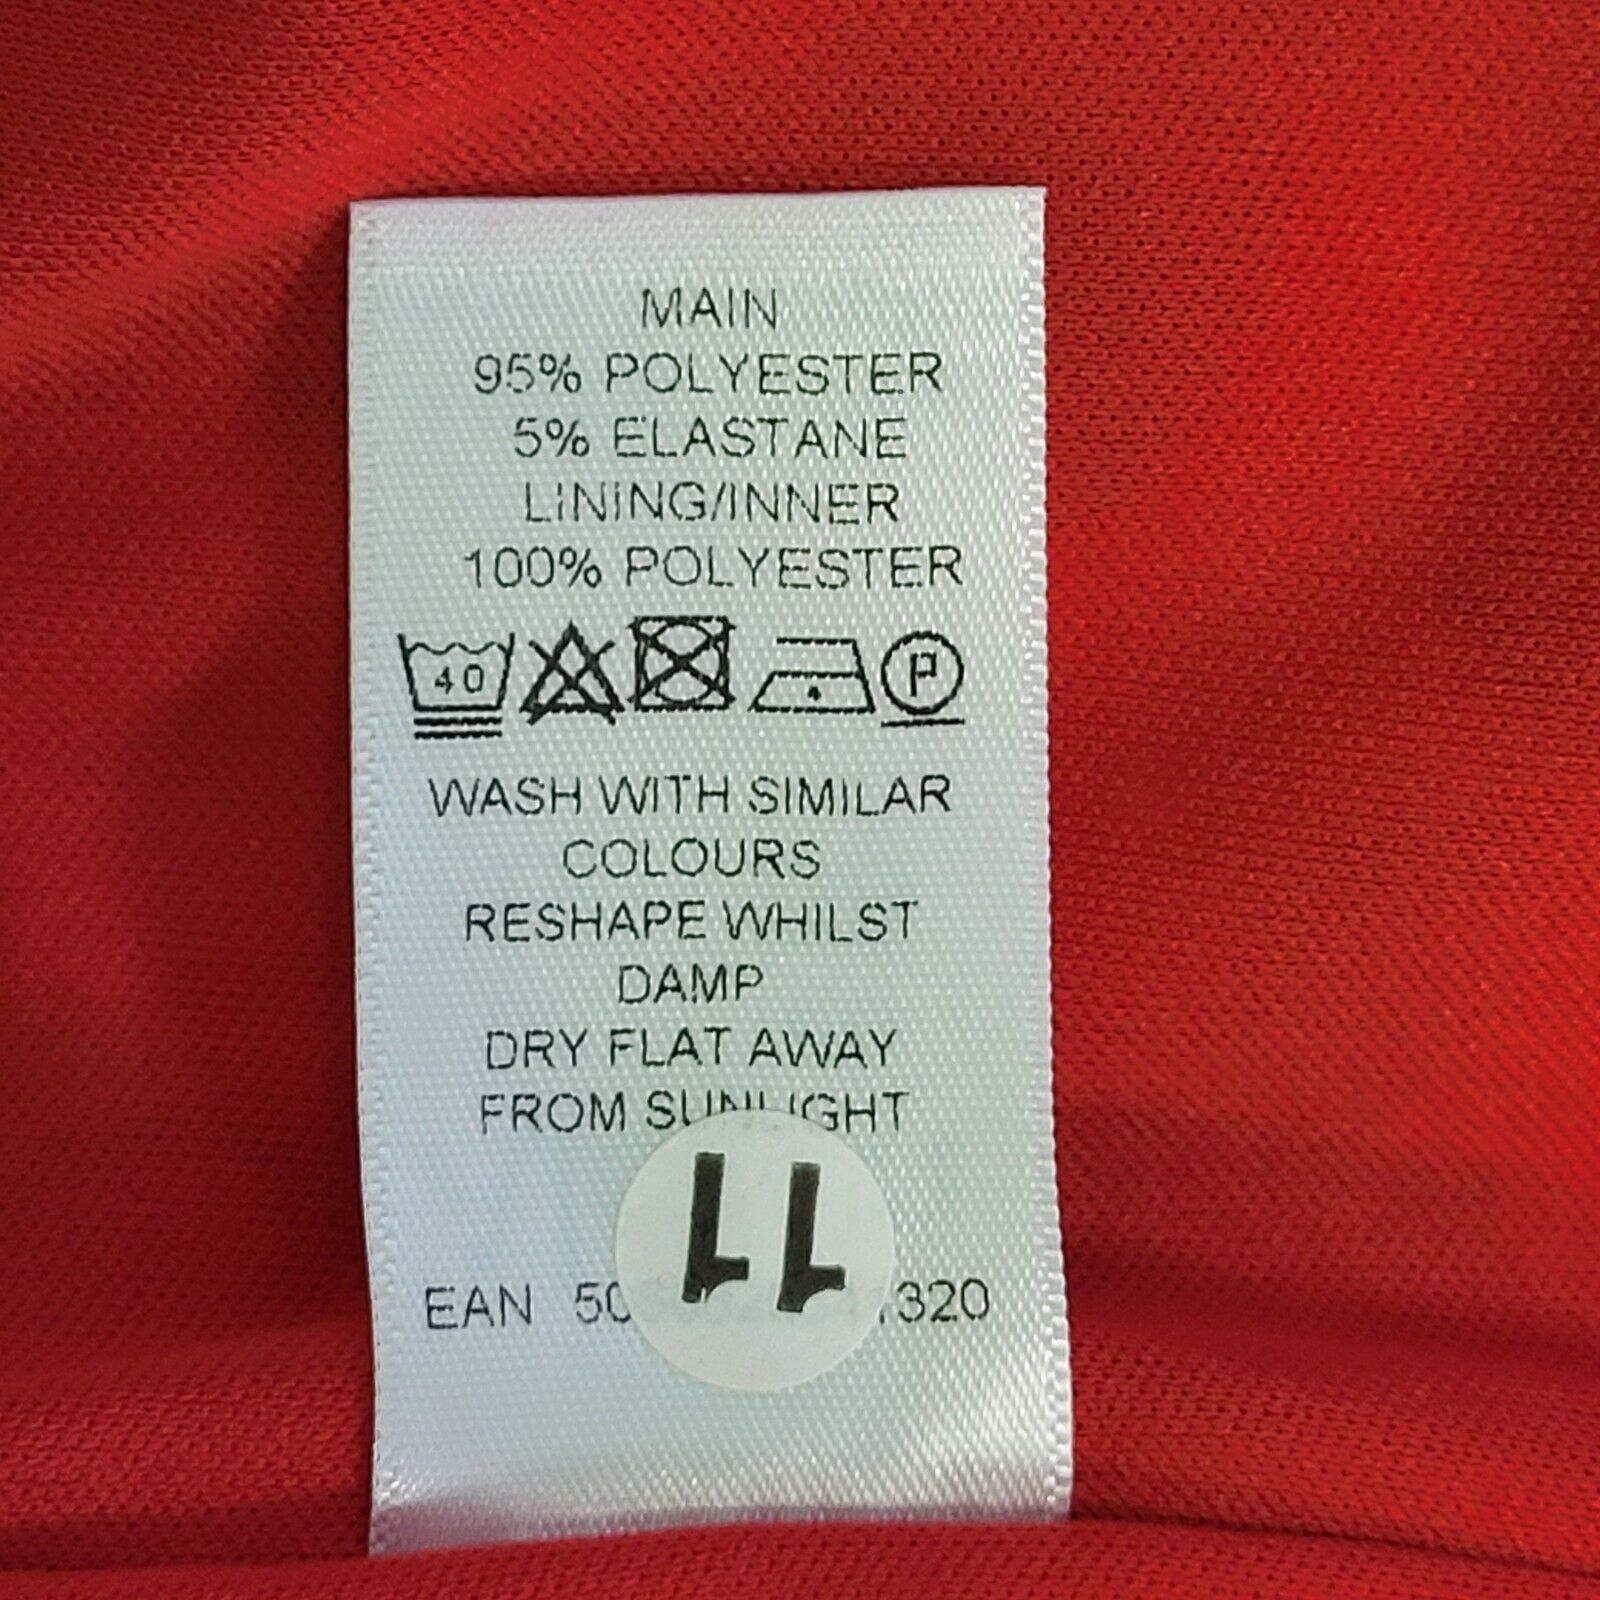 MAIN
95% POLYESTER
5% ELASTANE
LINING/INNER
100% POLYESTER
40 P
WASH WITH SIMILAR
COLOURS
RESHAPE WHILST
DAMP
DRY FLAT AWAY
FROM SUNLIGHT
11
EAN